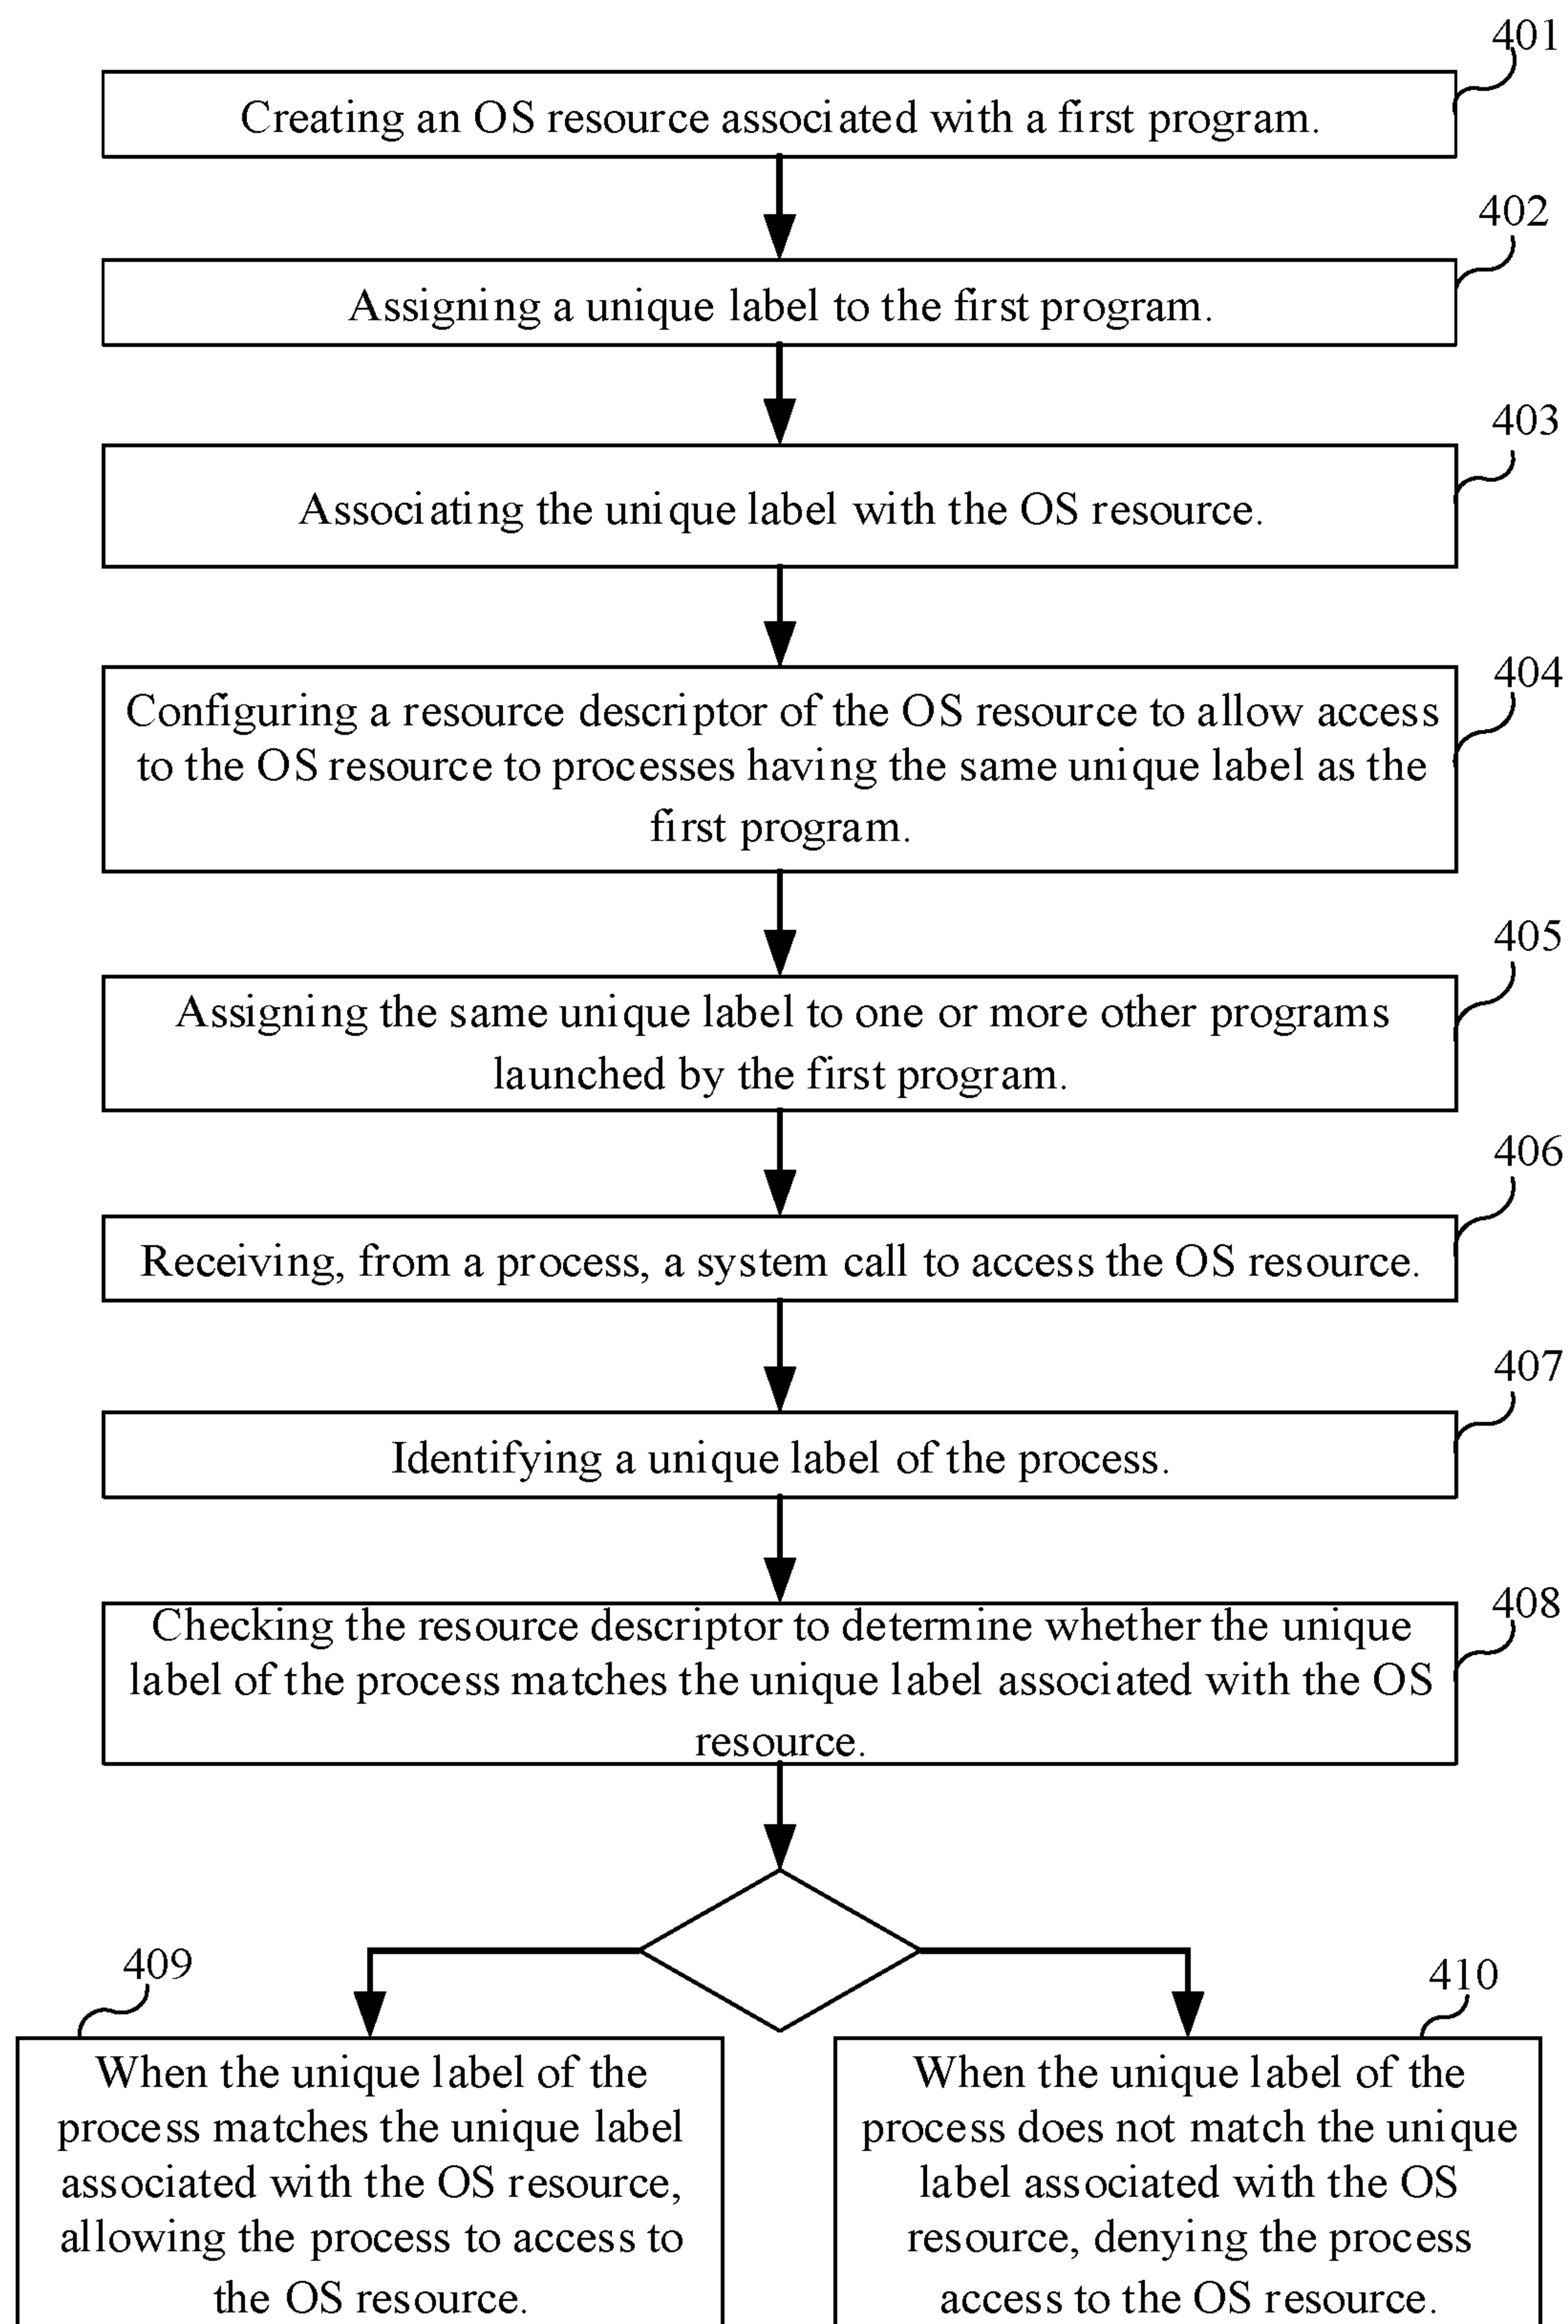 401
Creating an OS resource associated with a first program.
402
Assigning a unique label to the first program.
403
Associating the unique label with the OS resource.
404
Configuring a resource descriptor of the OS resource to allow access
to the OS resource to processes having the same unique label as the
first program.
405
Assigning the same unique label to one or more other programs
launched by the first program.
406
Receiving, from a process, a system call to access the OS resource.
407
Identifying a unique label of the process.
408
Checking the resource descriptor to determine whether the unique
label of the process matches the unique label associated with the OS
resource.
409
When the unique label of the
process matches the unique label
associated with the OS resource,
allowing the process to access to
the OS resource.
410
When the unique label of the
process does not match the unique
label associated with the OS
resource, denying the process
access to the OS resource.